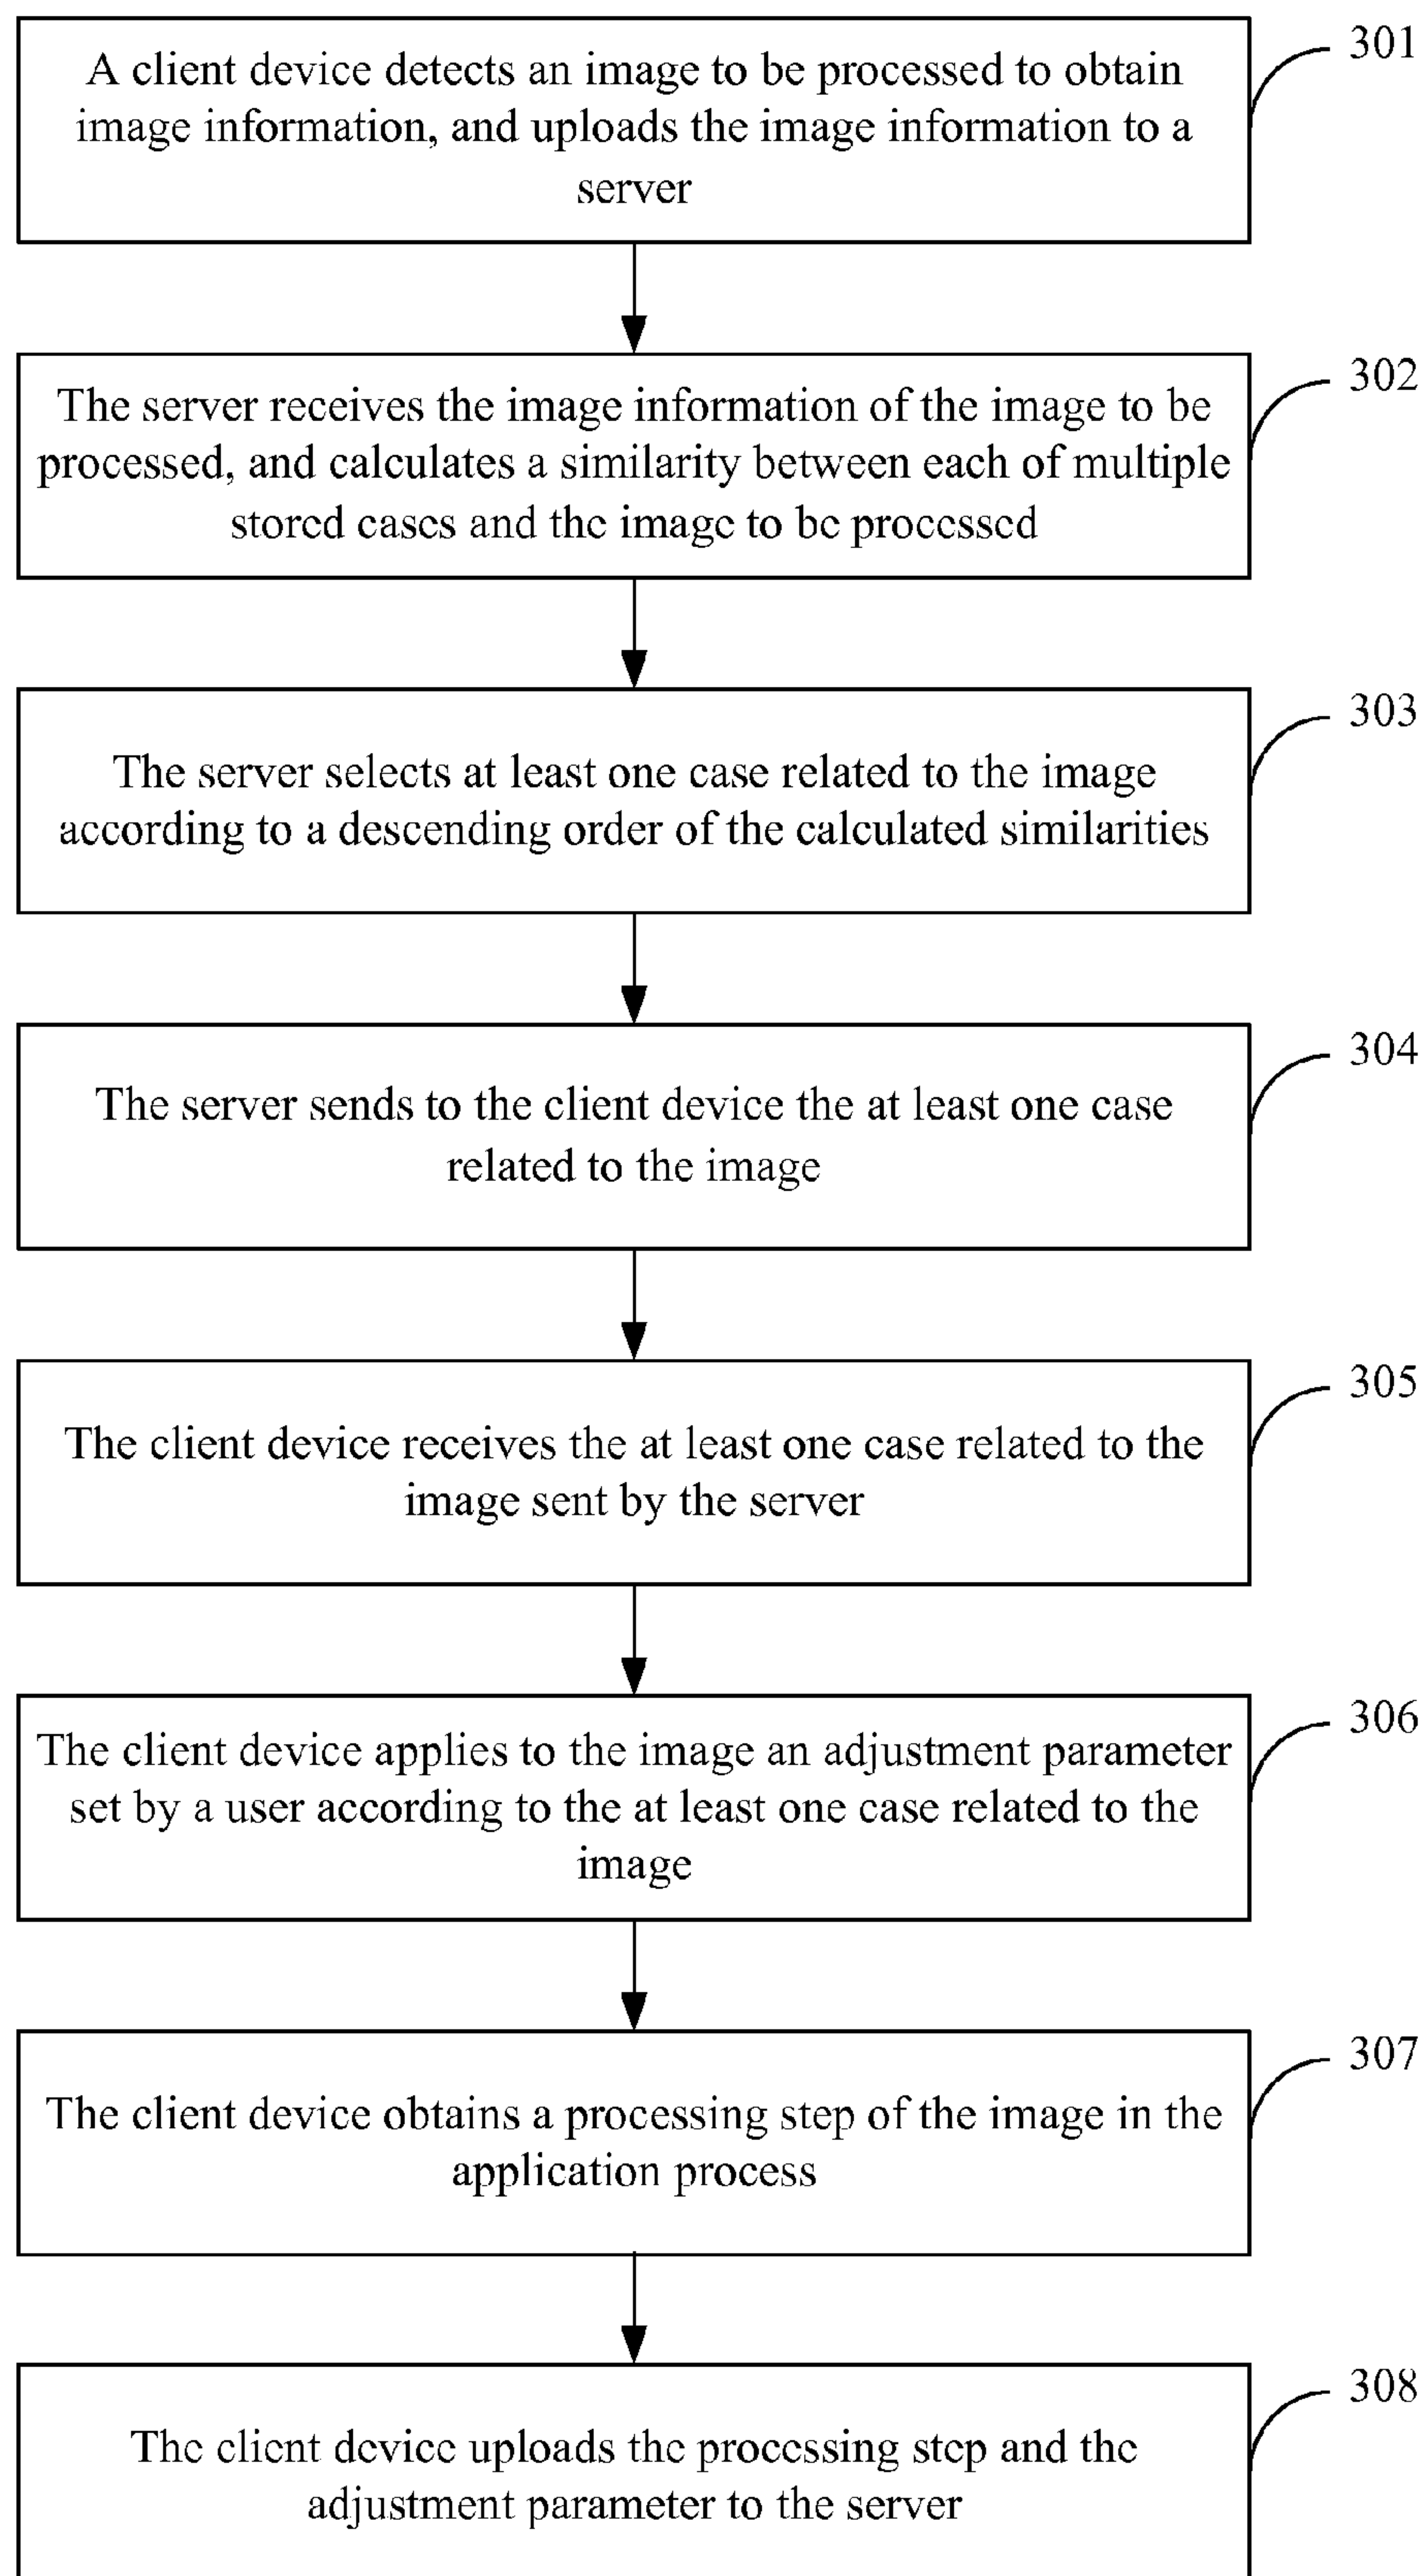 A client device detects an image to be processed to obtain
image information, and uploads the image information to a
server
301
The server receives the image information of the image to be
processed, and calculates a similarity between each of multiple
stored cases and the image to be processed
302
The server selects at least one case related to the image
according to a descending order of the calculated similarities
303
The server sends to the client device the at least one case
related to the image
304
The client device receives the at least one case related to the
image sent by the server
305
The client device applies to the image an adjustment parameter
set by a user according to the at least one case related to the
image
306
The client device obtains a processing step of the image in the
application process
307
The client device uploads the processing step and the
adjustment parameter to the server
308